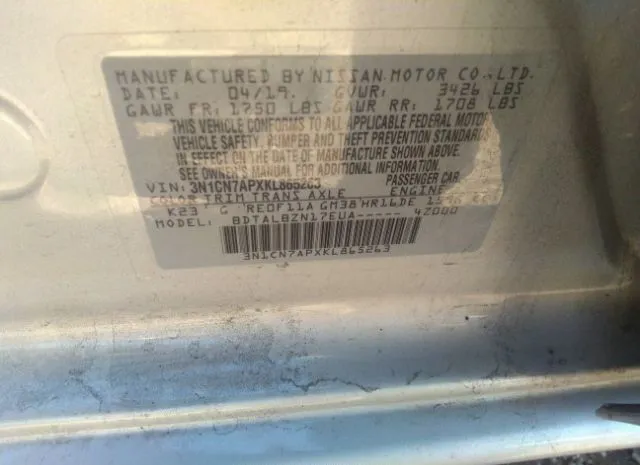 MANUFACTURED BY NISSAN MOTOR CO., LTD.
DATE: 04/19. GVWR: 3426 LBS
GAWR FR: 1750 LBS GAWR RR: 1708 LBS
THIS VEHICLE CONFORMS TO ALL APPLICABLE FEDERAL MOTOR
VEHICLE SAFETY, BUMPER AND THEFT PREVENTION STANDARDS
IN EFFECT ON THE DATE OF MANUFACTURE SHOWN ABOVE.
SEE OWNER'S MANUAL FOR ADDITIONAL INFORMATION
VIN: 3N1CN7APXKL865263 PASSENGER CAR
COLOR TRIM TRANS AXLE ENGINE
K23 G RE0F11A GM38 HR16DE 1598
MODEL: BDTALBZN17EUA----- 4Z000
3N1CN7APXKL865263